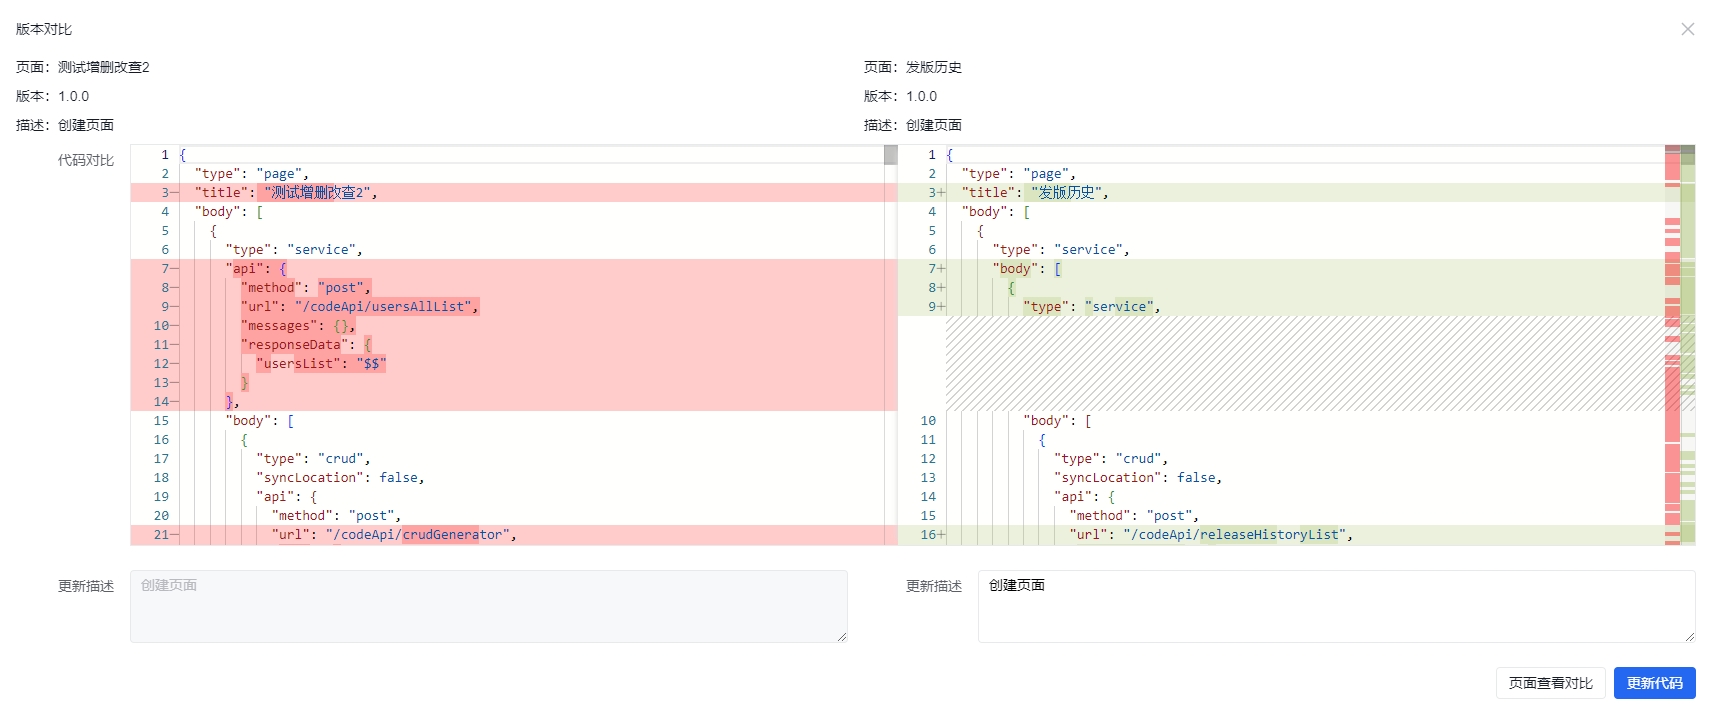 版本对比
页面：测试增删改查2
版本：1.0.0
描述：创建页面
页面：发版历史
版本：1.0.0
描述：创建页面
代码对比
1 {
2 "type": "page",
3− "title": "测试增删改查2",
4 "body": [
5 {
6 "type": "service",
7− "api": {
8− "method": "post",
9− "url": "/codeApi/usersAllList",
10− "messages": {},
11− "responseData": {
12− "usersList": "$$"
13− }
14− },
15 "body": [
16 {
17 "type": "crud",
18 "syncLocation": false,
19 "api": {
20 "method": "post",
21− "url": "/codeApi/crudGenerator",
1 {
2 "type": "page",
3+ "title": "发版历史",
4 "body": [
5 {
6 "type": "service",
7+ "body": [
8+ {
9+ "type": "service",
10 "body": [
11 {
12 "type": "crud",
13 "syncLocation": false,
14 "api": {
15 "method": "post",
16+ "url": "/codeApi/releaseHistoryList",
更新描述
创建页面
更新描述
创建页面
页面查看对比
更新代码